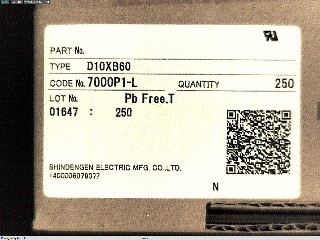 PART No.
TYPE D10XB60
CODE No. 7000P1-L QUANTITY 250
LOT No. Pb Free,T
01647 : 250
SHINDENGEN ELECTRIC MFG. CO.,LTD.
N